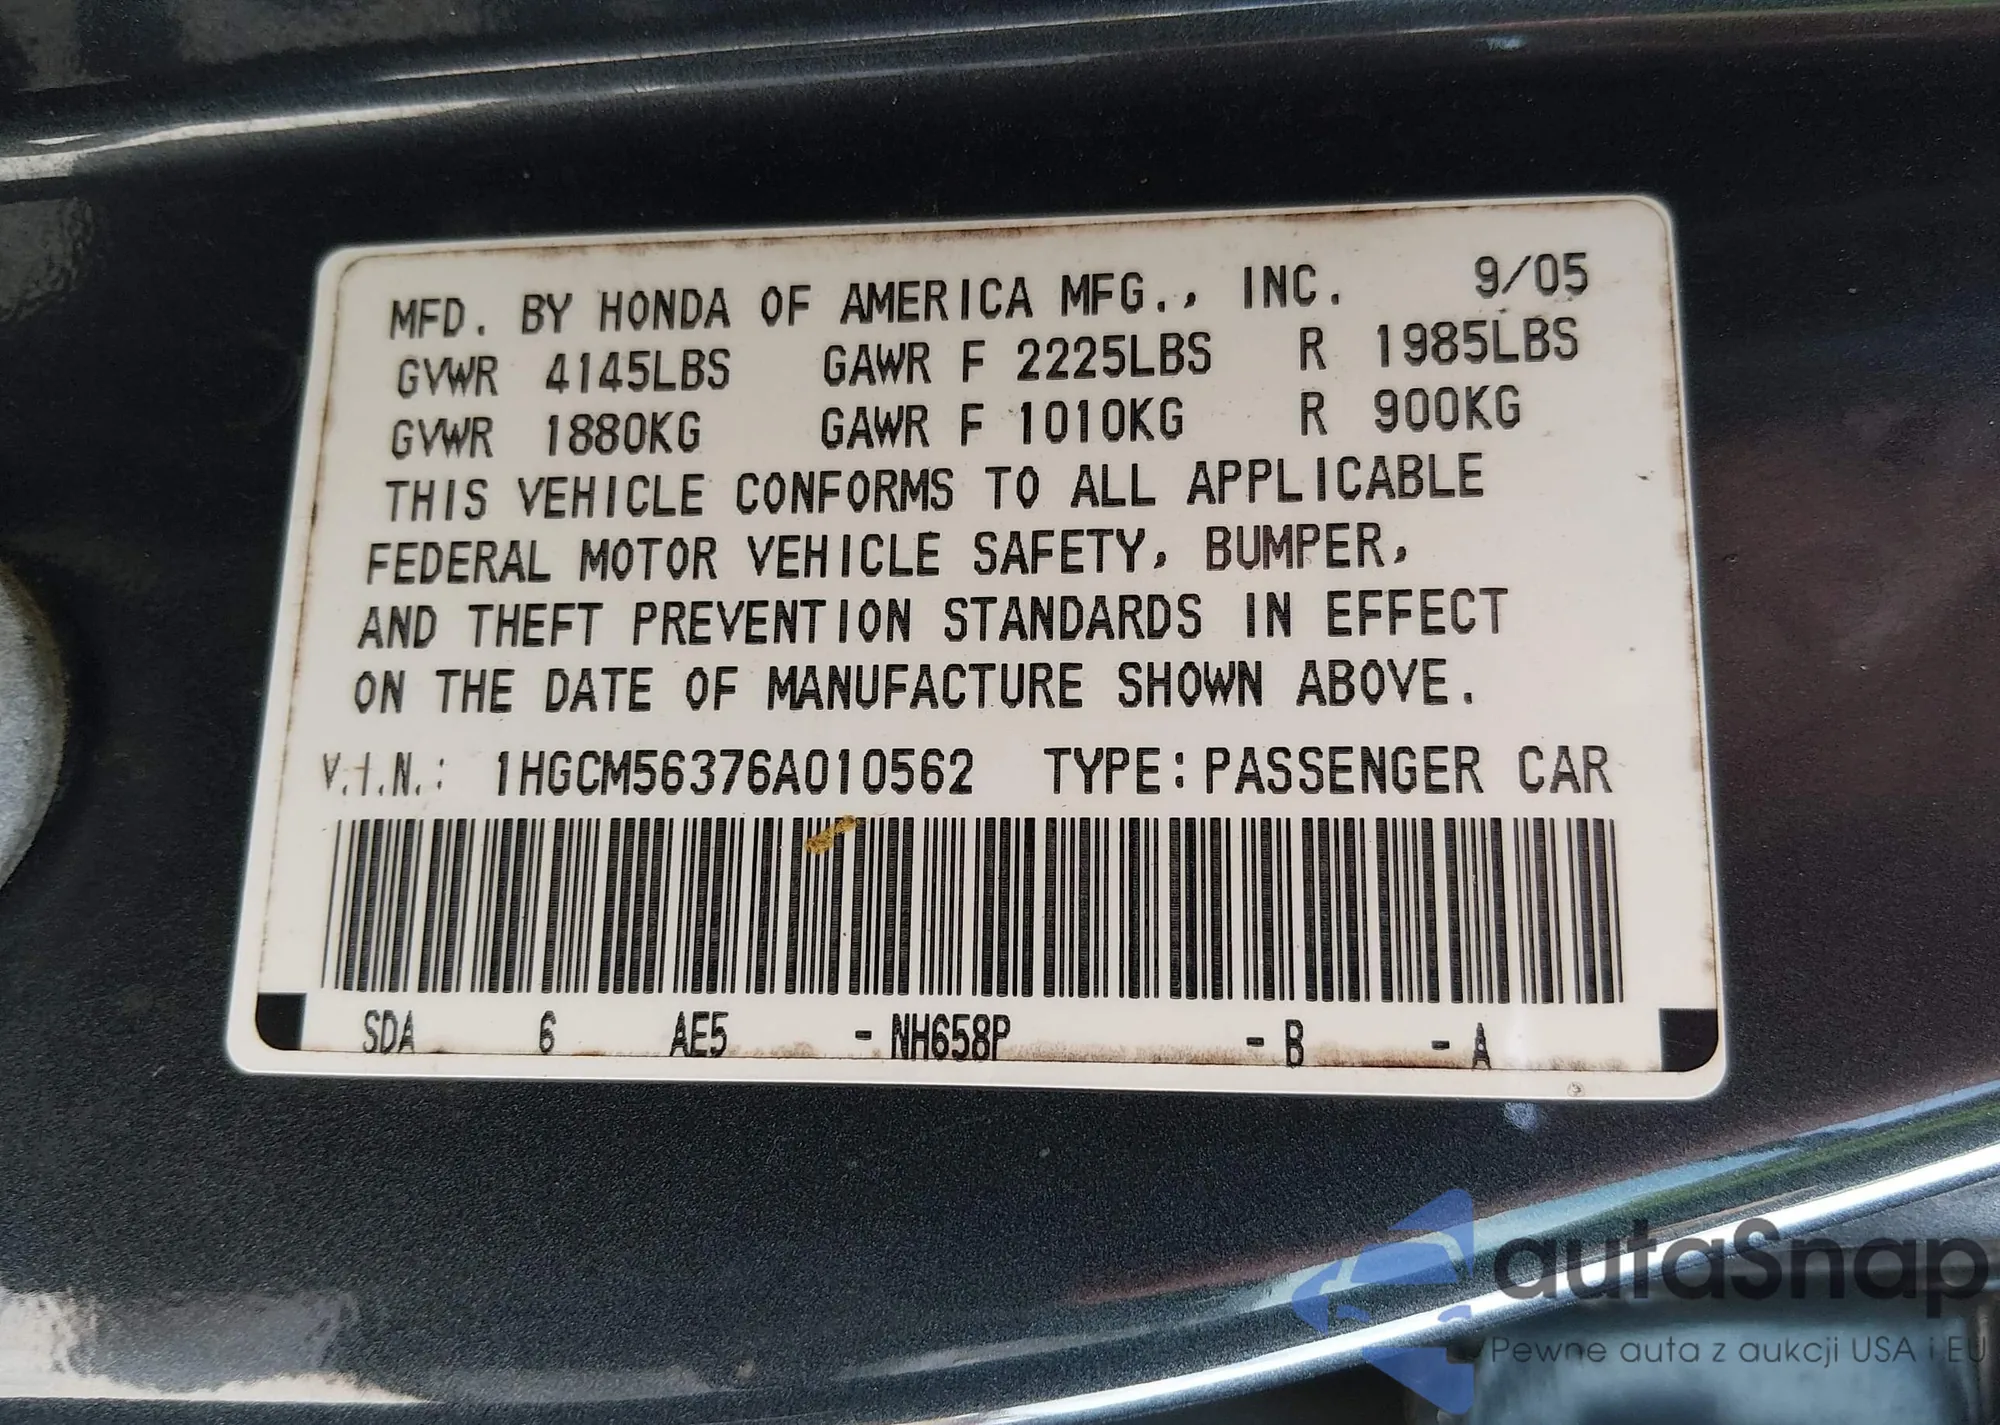 MFD. BY HONDA OF AMERICA MFG., INC. 9/05
GVWR 4145LBS GAWR F 2225LBS R 1985LBS
GVWR 1880KG GAWR F 1010KG R 900KG
THIS VEHICLE CONFORMS TO ALL APPLICABLE
FEDERAL MOTOR VEHICLE SAFETY, BUMPER,
AND THEFT PREVENTION STANDARDS IN EFFECT
ON THE DATE OF MANUFACTURE SHOWN ABOVE.
V.I.N.: 1HGCM56376A010562 TYPE: PASSENGER CAR
SDA 6 AE5 - NH658P - B - A
autaSnap
Pewne auta z aukcji USA i EU